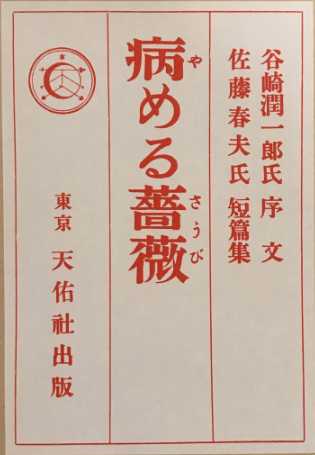 谷崎潤一郎氏 序文
佐藤春夫氏 短篇集
病める薔薇
や
さうび
東京 天佑社出版